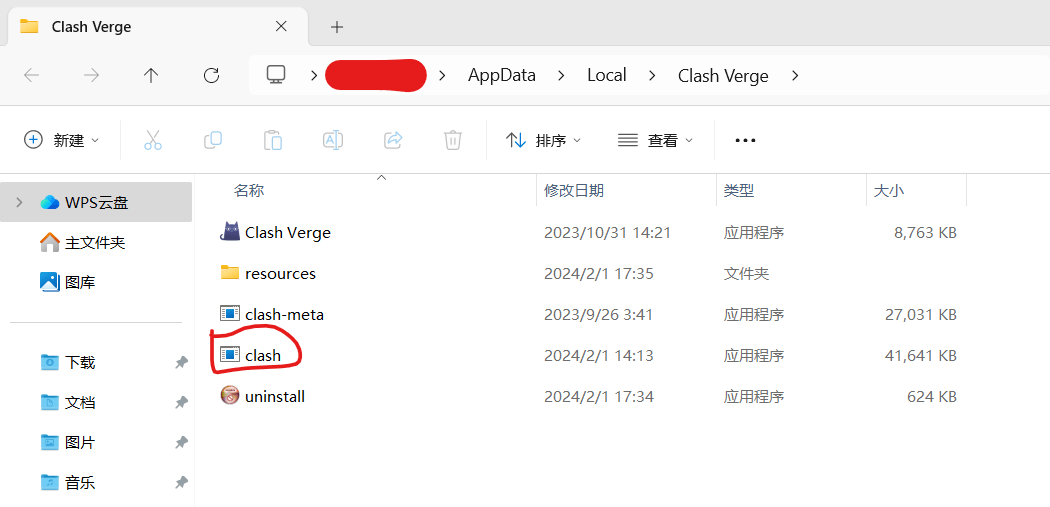 Clash Verge
AppData Local Clash Verge
新建 排序 查看
名称 修改日期 类型 大小
WPS云盘
主文件夹
图库
下载
文档
图片
音乐
Clash Verge 2023/10/31 14:21 应用程序 8,763 KB
resources 2024/2/1 17:35 文件夹
clash-meta 2023/9/26 3:41 应用程序 27,031 KB
clash 2024/2/1 14:13 应用程序 41,641 KB
uninstall 2024/2/1 17:34 应用程序 624 KB